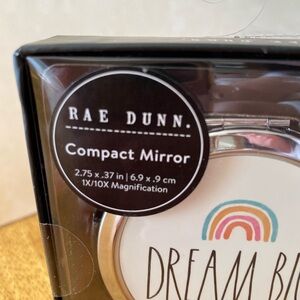 RAE DUNN.
Compact Mirror
2.75 x .37 in | 6.9 x .9 cm
1X/10X Magnification
DREAM